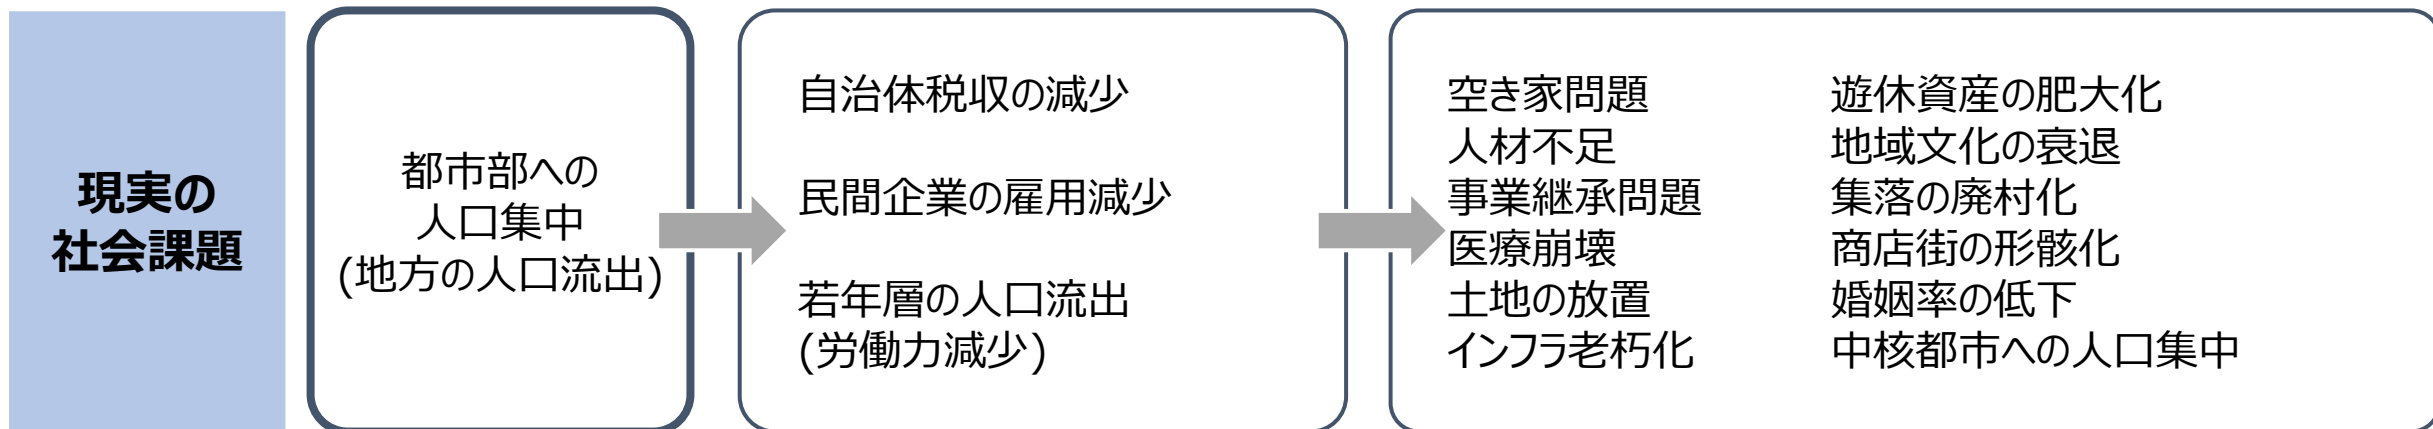 現実の
社会課題
都市部への
人口集中
(地方の人口流出)
自治体税収の減少
民間企業の雇用減少
若年層の人口流出
(労働力減少)
空き家問題
人材不足
事業継承問題
医療崩壊
土地の放置
インフラ老朽化
遊休資産の肥大化
地域文化の衰退
集落の廃村化
商店街の形骸化
婚姻率の低下
中核都市への人口集中